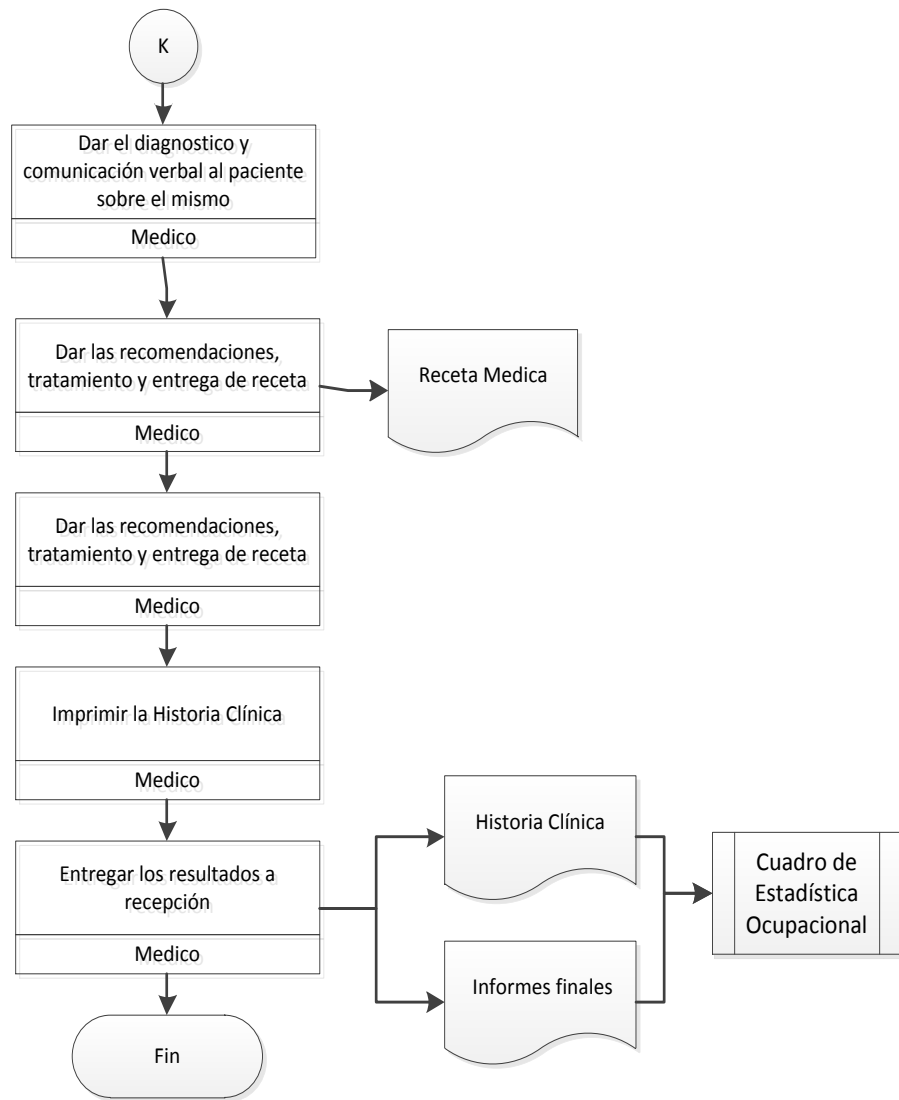 K
Dar el diagnostico y
comunicación verbal al paciente
sobre el mismo
Medico
Dar las recomendaciones,
tratamiento y entrega de receta
Medico
Receta Medica
Dar las recomendaciones,
tratamiento y entrega de receta
Medico
Imprimir la Historia Clínica
Medico
Entregar los resultados a
recepción
Medico
Historia Clínica
Informes finales
Cuadro de
Estadística
Ocupacional
Fin